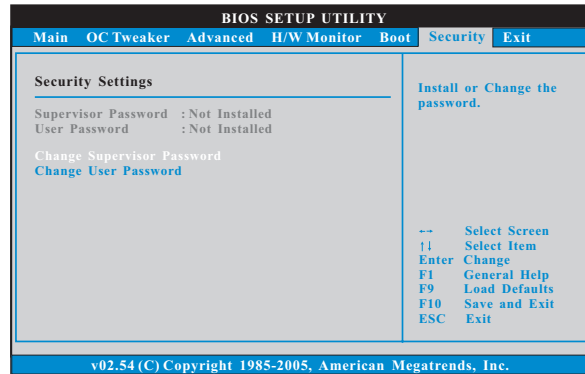 BIOS SETUP UTILITY
Main OC Tweaker Advanced H/W Monitor Boot Security Exit
Security Settings
Supervisor Password : Not Installed
User Password : Not Installed
Change Supervisor Password
Change User Password
Install or Change the
password.
←→ Select Screen
↑↓ Select Item
Enter Change
F1 General Help
F9 Load Defaults
F10 Save and Exit
ESC Exit
v02.54 (C) Copyright 1985-2005, American Megatrends, Inc.